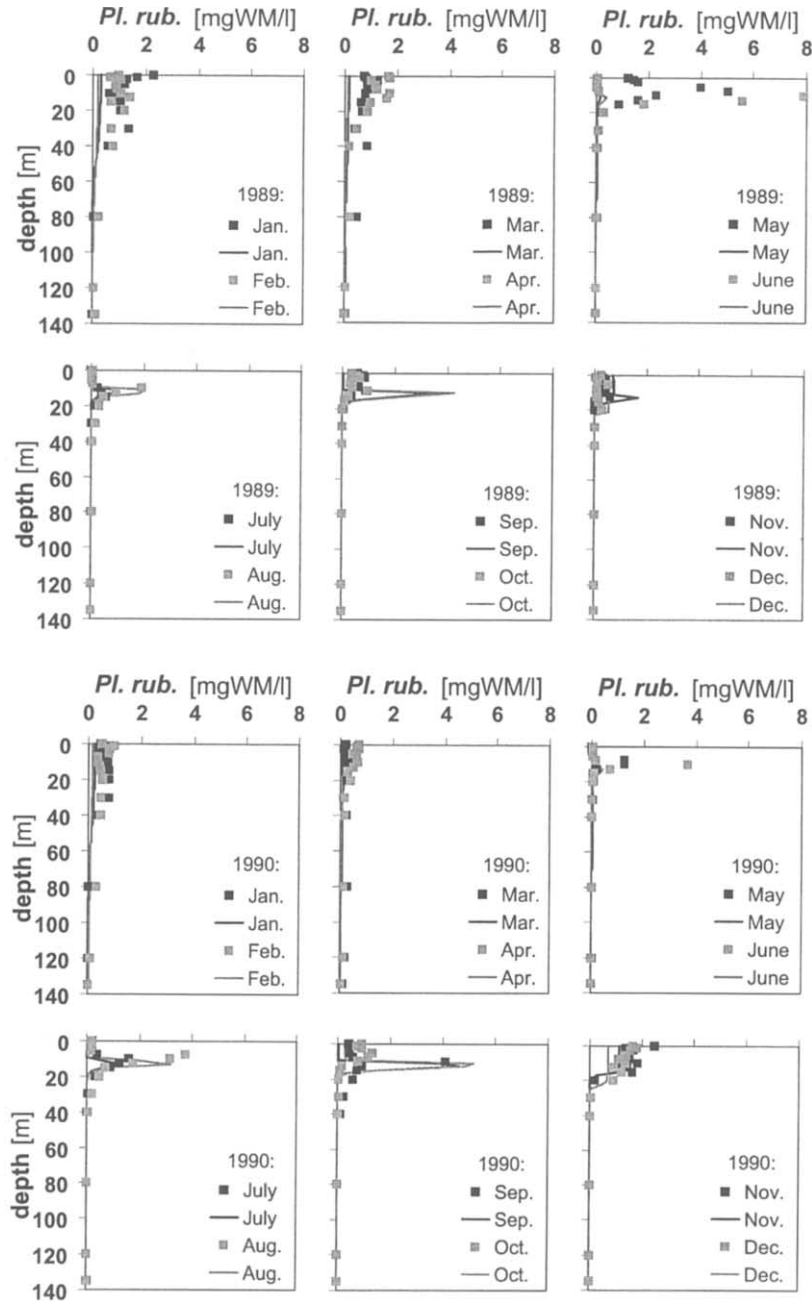 Pl. rub. [mgWM/l] Pl. rub. [mgWM/l] Pl. rub. [mgWM/l]
0 2 4 6 8 0 2 4 6 8 0 2 4 6 8
depth [m]
0
20
40
60
80
100
120
140
1989:
Jan.
Jan.
Feb.
Feb.
1989:
Mar.
Mar.
Apr.
Apr.
1989:
May
May
June
June
depth [m]
0
20
40
60
80
100
120
140
1989:
July
July
Aug.
Aug.
1989:
Sep.
Sep.
Oct.
Oct.
1989:
Nov.
Nov.
Dec.
Dec.
Pl. rub. [mgWM/l] Pl. rub. [mgWM/l] Pl. rub. [mgWM/l]
0 2 4 6 8 0 2 4 6 8 0 2 4 6 8
depth [m]
0
20
40
60
80
100
120
140
1990:
Jan.
Jan.
Feb.
Feb.
1990:
Mar.
Mar.
Apr.
Apr.
1990:
May
May
June
June
depth [m]
0
20
40
60
80
100
120
140
1990:
July
July
Aug.
Aug.
1990:
Sep.
Sep.
Oct.
Oct.
1990:
Nov.
Nov.
Dec.
Dec.